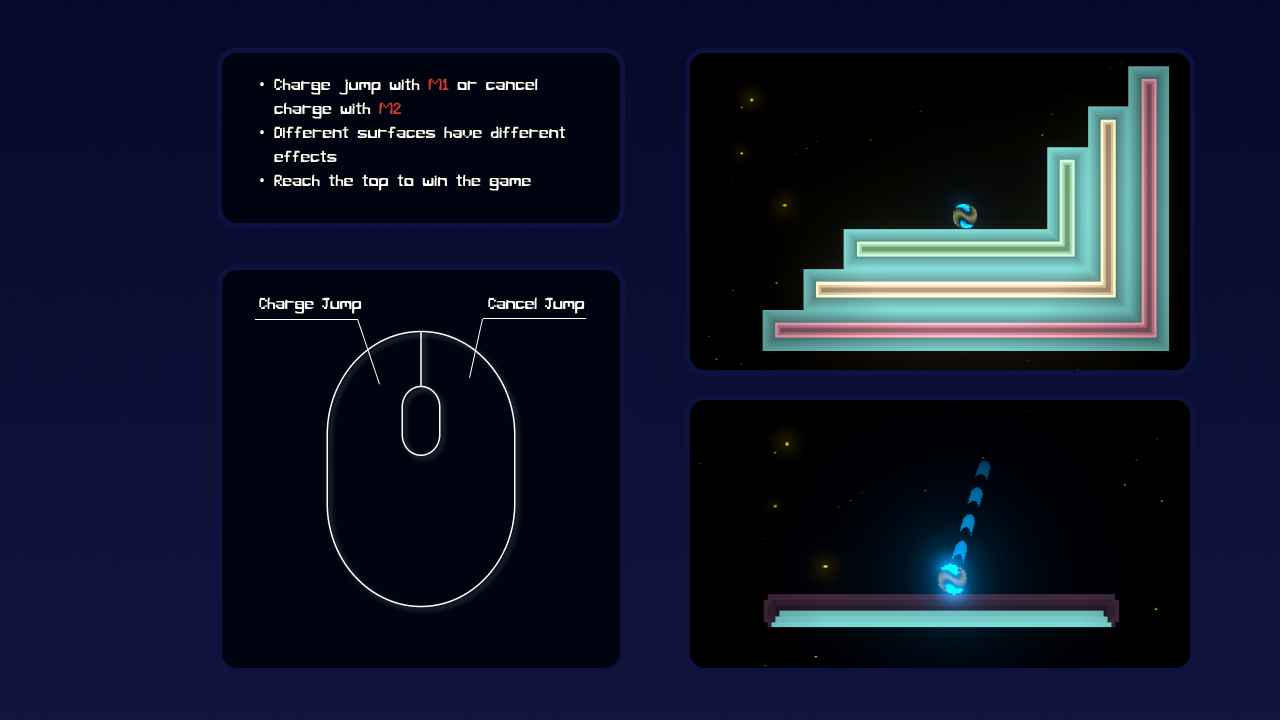 • Charge jump with M1 or cancel
charge with M2
• Different surfaces have different
effects
• Reach the top to win the game
Charge Jump
Cancel Jump